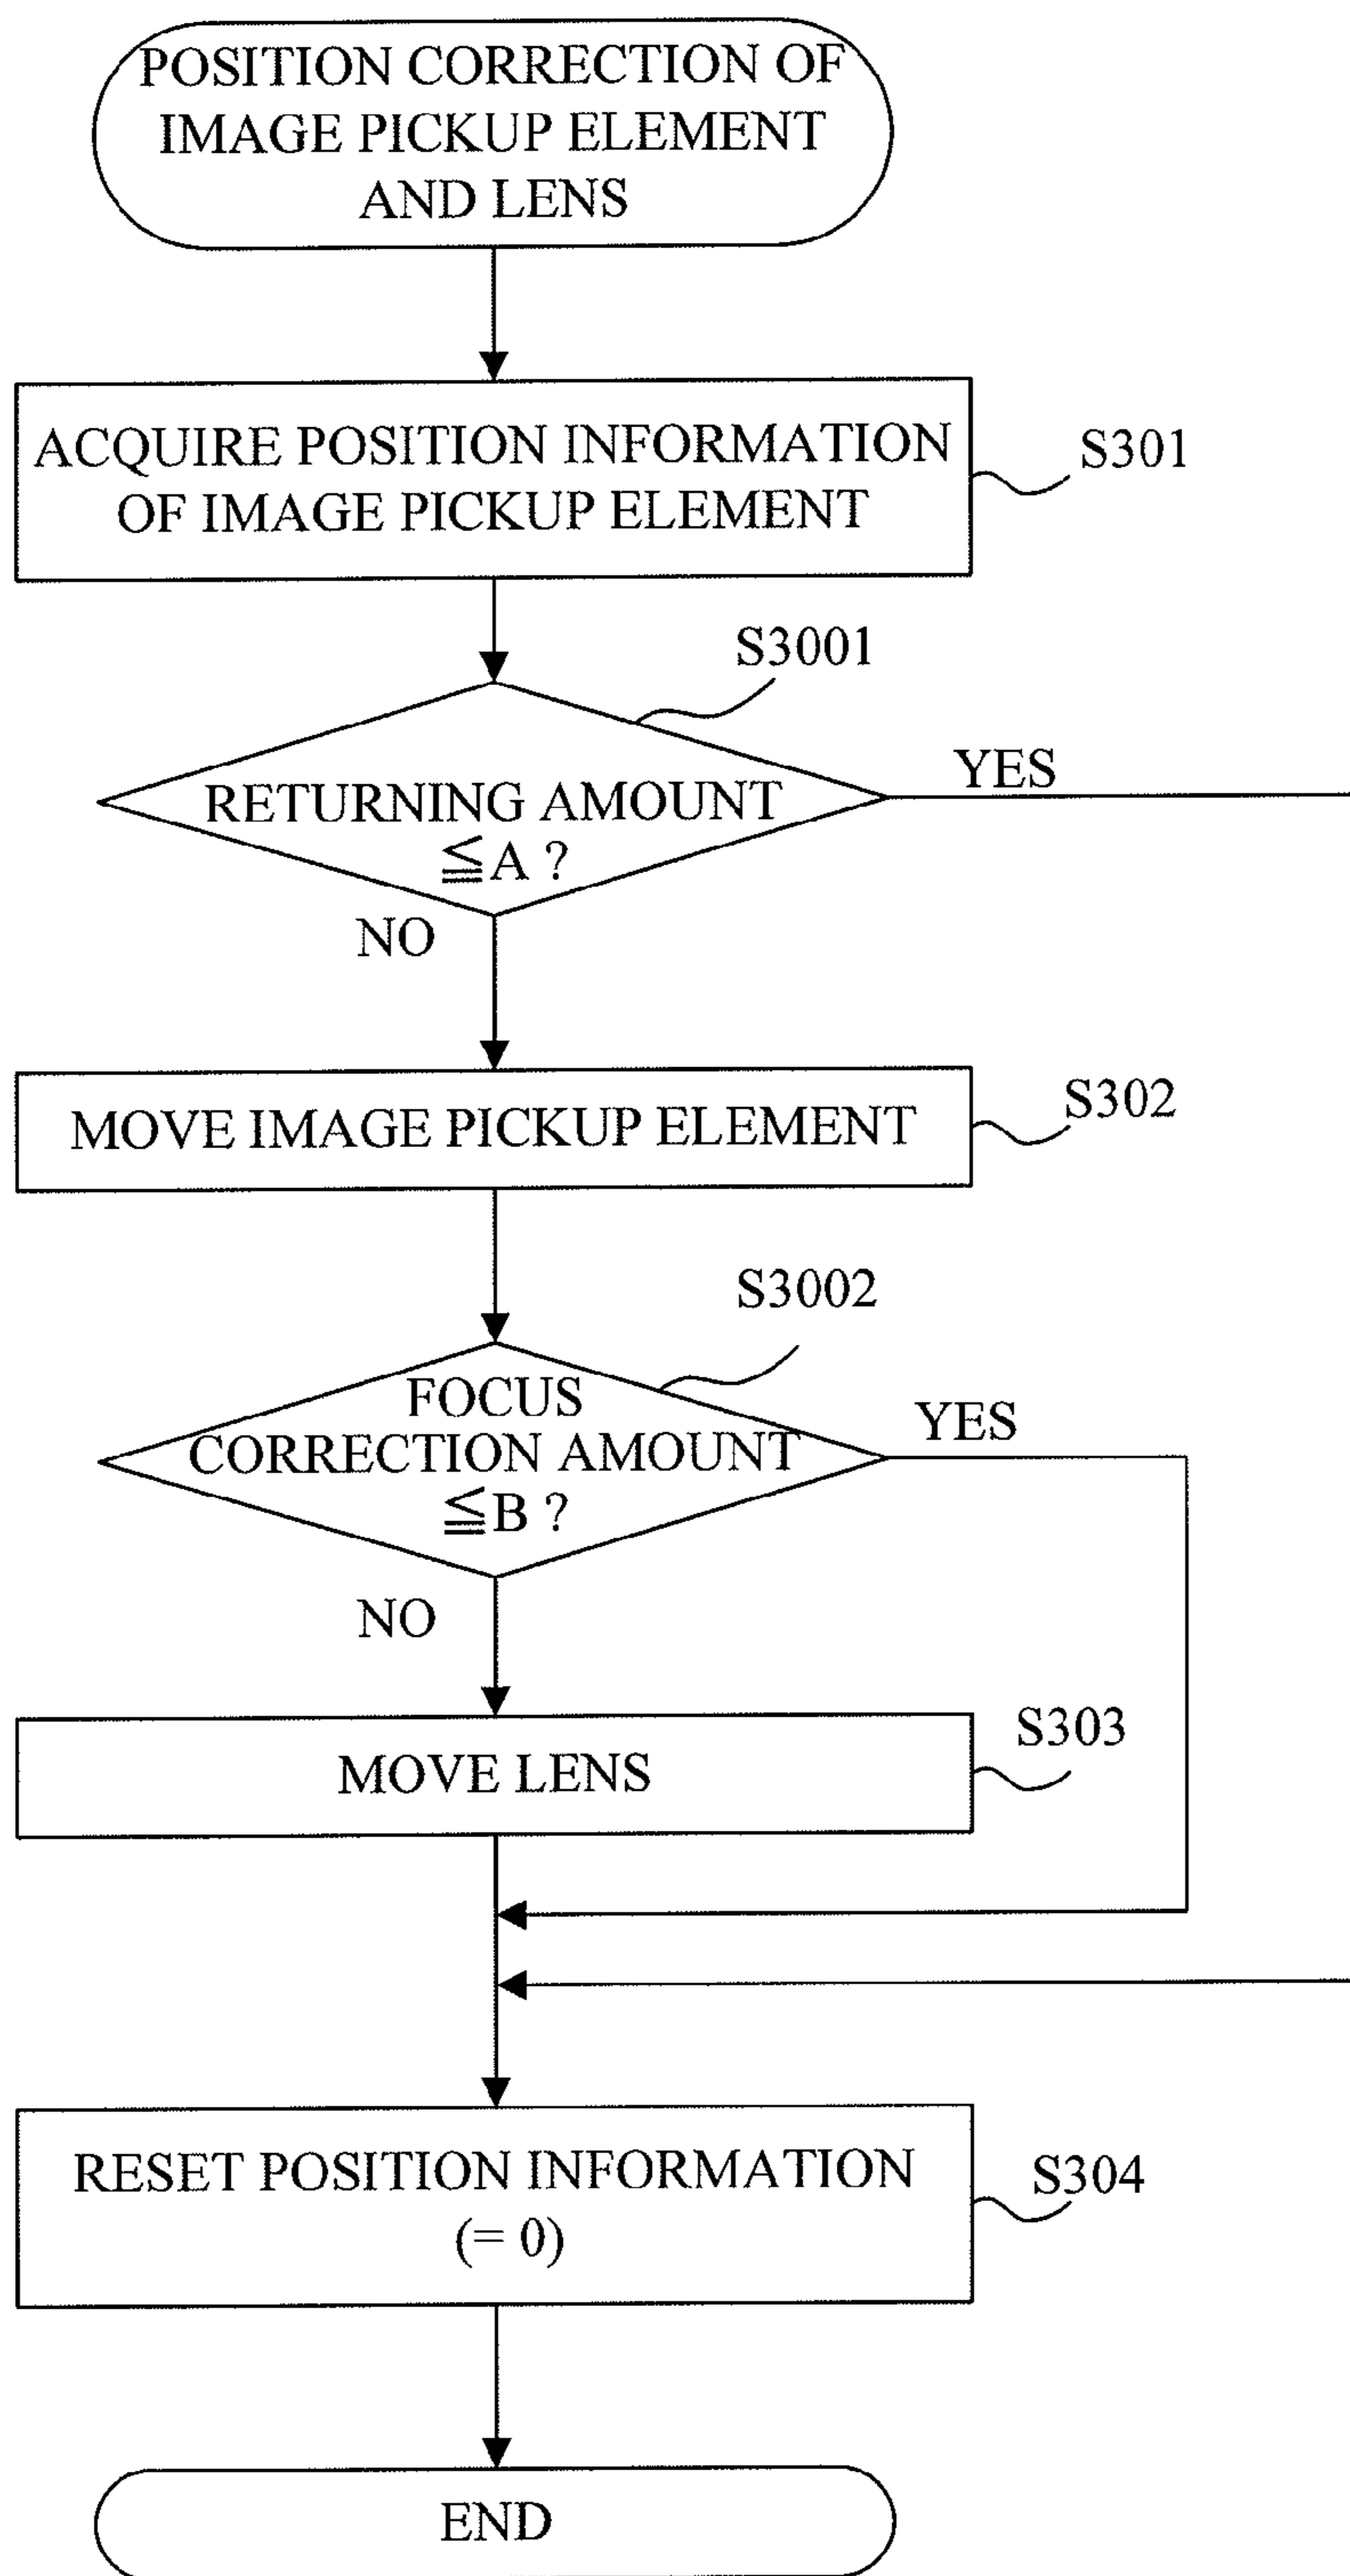 POSITION CORRECTION OF
IMAGE PICKUP ELEMENT
AND LENS
ACQUIRE POSITION INFORMATION
OF IMAGE PICKUP ELEMENT
S301
S3001
RETURNING AMOUNT
≦A ?
YES
NO
MOVE IMAGE PICKUP ELEMENT
S302
S3002
FOCUS
CORRECTION AMOUNT
≦B ?
YES
NO
MOVE LENS
S303
RESET POSITION INFORMATION
(= 0)
S304
END